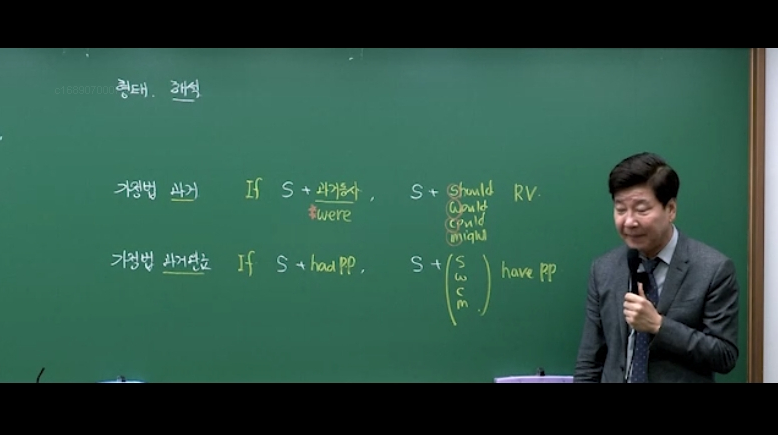 형태. 해석
가정법 과거 If S + 과거동사, S + should RV.
*were would
could
might
가정법 과거완료 If S + had pp, S + ( S have pp
w
c
m )